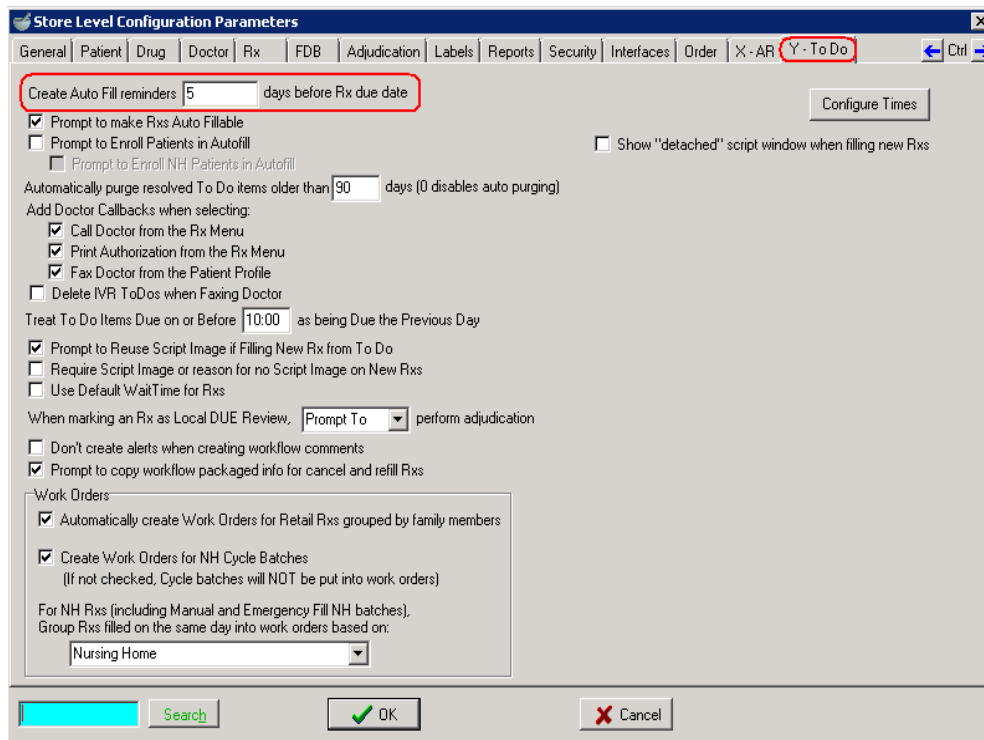 Store Level Configuration Parameters
General Patient Drug Doctor Rx FDB Adjudication Labels Reports Security Interfaces Order X - AR Y - To Do Ctrl
Create Auto Fill reminders 5 days before Rx due date
Configure Times
Prompt to make Rxs Auto Fillable
Prompt to Enroll Patients in Autofill
Show "detached" script window when filling new Rxs
Prompt to Enroll NH Patients in Autofill
Automatically purge resolved To Do items older than 90 days (0 disables auto purging)
Add Doctor Callbacks when selecting:
Call Doctor from the Rx Menu
Print Authorization from the Rx Menu
Fax Doctor from the Patient Profile
Delete IVR ToDos when Faxing Doctor
Treat To Do Items Due on or Before 10:00 as being Due the Previous Day
Prompt to Reuse Script Image if Filling New Rx from To Do
Require Script Image or reason for no Script Image on New Rxs
Use Default WaitTime for Rxs
When marking an Rx as Local DUE Review, Prompt To perform adjudication
Don't create alerts when creating workflow comments
Prompt to copy workflow packaged info for cancel and refill Rxs
Work Orders
Automatically create Work Orders for Retail Rxs grouped by family members
Create Work Orders for NH Cycle Batches
(If not checked, Cycle batches will NOT be put into work orders)
For NH Rxs (including Manual and Emergency Fill NH batches),
Group Rxs filled on the same day into work orders based on:
Nursing Home
Search OK Cancel